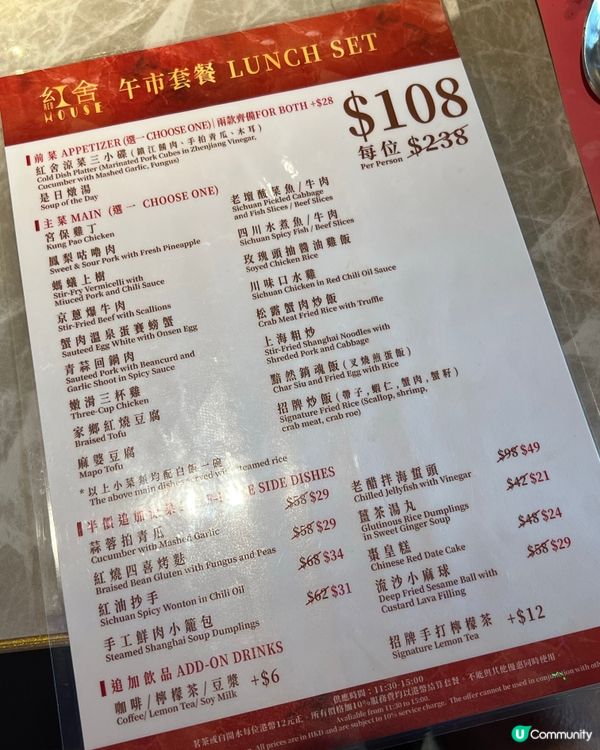 紅舍 HOUSE
午市套餐 LUNCH SET
$108
每位 $238
Per Person
前菜 APPETIZER (選一 CHOOSE ONE) | 兩款齊備FOR BOTH +$28
紅舍涼菜三小碟 (鎮江餚肉、手拍青瓜、木耳)
Cold Dish Platter (Marinated Pork Cubes in Zhenjiang Vinegar,
Cucumber with Mashed Garlic, Fungus)
是日燉湯
Soup of the Day
主菜 MAIN (選一 CHOOSE ONE)
宮保雞丁
Kung Pao Chicken
鳳梨咕嚕肉
Sweet & Sour Pork with Fresh Pineapple
螞蟻上樹
Stir-Fry Vermicelli with
Minced Pork and Chili Sauce
京蔥爆牛肉
Stir-Fried Beef with Scallions
蟹肉溫泉蛋賽螃蟹
Sauteed Egg White with Onsen Egg
青蒜回鍋肉
Sauteed Pork with Beancurd and
Garlic Shoot in Spicy Sauce
嫩滑三杯雞
Three-Cup Chicken
家鄉紅燒豆腐
Braised Tofu
麻婆豆腐
Mapo Tofu
老壇酸菜魚/牛肉
Sichuan Pickled Cabbage
and Fish Slices / Beef Slices
四川水煮魚/牛肉
Sichuan Spicy Fish / Beef Slices
玫瑰頭抽醬油雞飯
Soyed Chicken Rice
川味口水雞
Sichuan Chicken in Red Chili Oil Sauce
松露蟹肉炒飯
Crab Meat Fried Rice with Truffle
上海粗炒
Stir-Fried Shanghai Noodles with
Shreded Pork and Cabbage
黯然銷魂飯 (叉燒煎蛋飯)
Char Siu and Fried Egg with Rice
招牌炒飯 (帶子,蝦仁,蟹肉,蟹籽)
Signature Fried Rice (Scallop, shrimp,
crab meat, crab roe)
*以上小菜類均配白飯一碗
The above main dishes served with steamed rice
半價追加 SIDE DISHES
蒜蓉拍青瓜 $58 $29
Cucumber with Mashed Garlic
紅燒四喜烤麩 $58 $29
Braised Bean Gluten with Fungus and Peas
紅油抄手 $68 $34
Sichuan Spicy Wonton in Chili Oil
手工鮮肉小籠包 $62 $31
Steamed Shanghai Soup Dumplings
老醋拌海蜇頭 $98 $49
Chilled Jellyfish with Vinegar
薑茶湯丸 $42 $21
Glutinous Rice Dumplings
in Sweet Ginger Soup
棗皇糕 $48 $24
Chinese Red Date Cake
流沙小麻球 $58 $29
Deep Fried Sesame Ball with
Custard Lava Filling
追加飲品 ADD-ON DRINKS
咖啡/檸檬茶/豆漿 +$6
Coffee/ Lemon Tea/ Soy Milk
招牌手打檸檬茶 +$12
Signature Lemon Tea
供應時間：11:30-15:00
Available from 11:30 to 15:00.
U Community